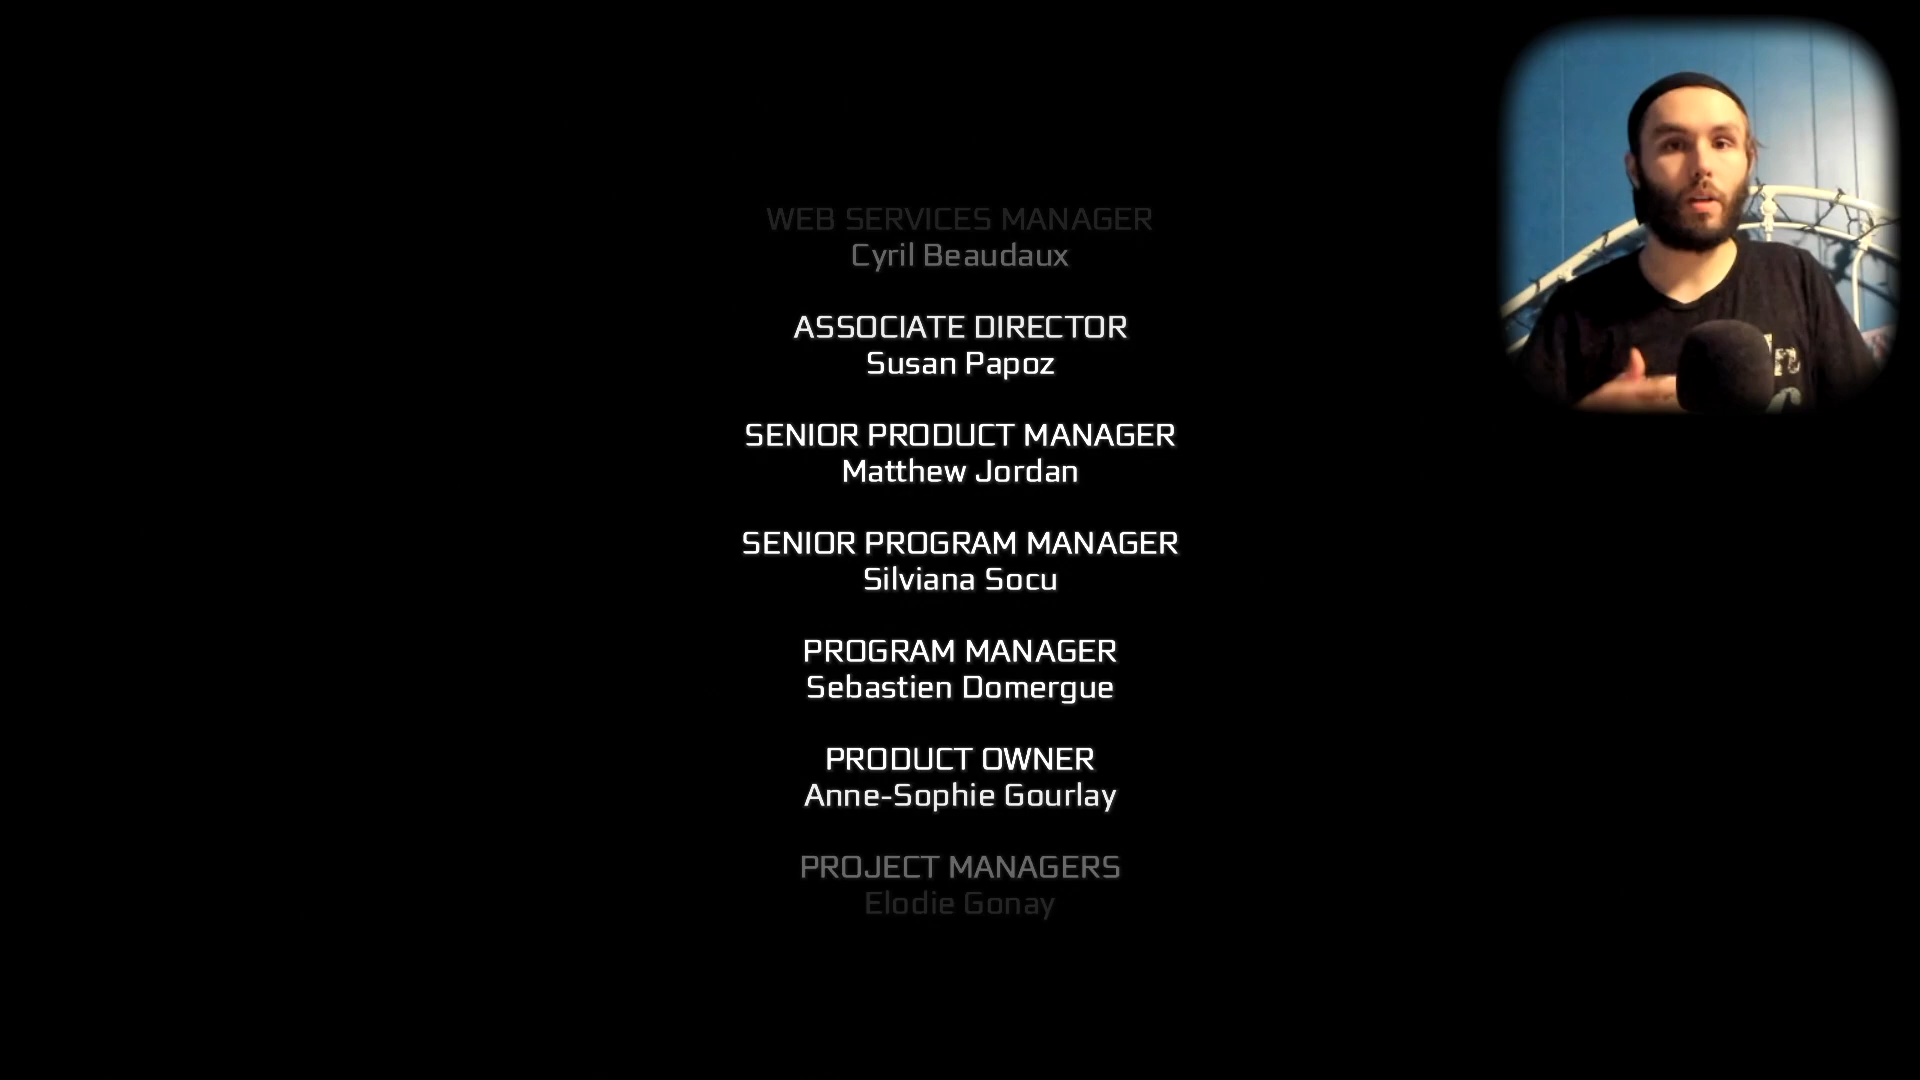 WEB SERVICES MANAGER
Cyril Beaudaux
ASSOCIATE DIRECTOR
Susan Papoz
SENIOR PRODUCT MANAGER
Matthew Jordan
SENIOR PROGRAM MANAGER
Silviana Socu
PROGRAM MANAGER
Sebastien Domergue
PRODUCT OWNER
Anne-Sophie Gourlay
PROJECT MANAGERS
Elodie Gonay